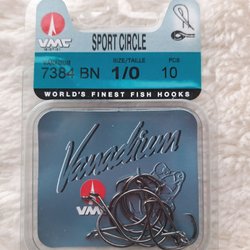 VMC
SPORT CIRCLE
SIZE/TAILLE
PCS
7384 BN
1/0
10
WORLD'S FINEST FISH HOOKS
Vanadium
VMC